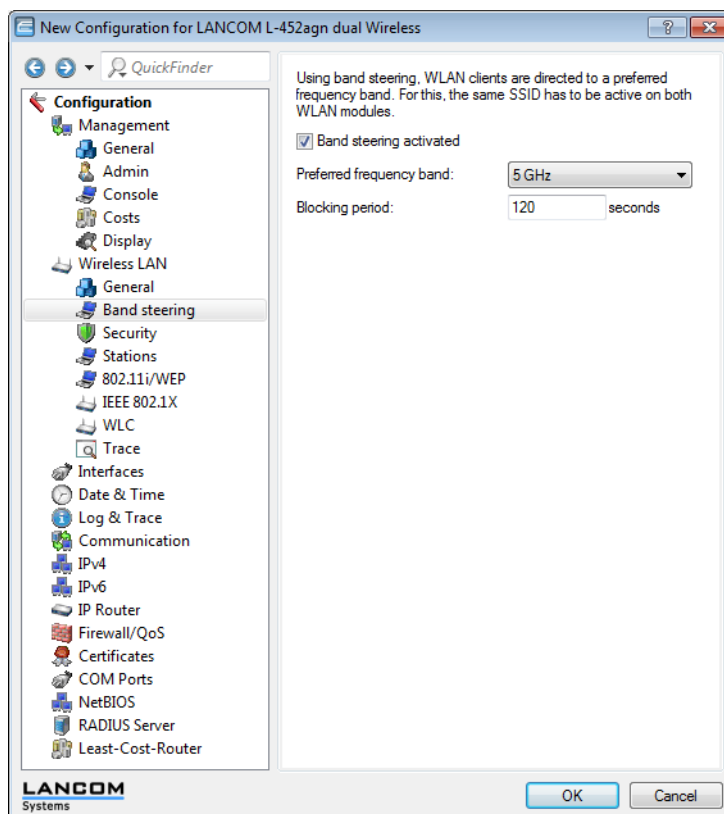 New Configuration for LANCOM L-452agn dual Wireless
QuickFinder
Configuration
Management
General
Admin
Console
Costs
Display
Wireless LAN
General
Band steering
Security
Stations
802.11i/WEP
IEEE 802.1X
WLC
Trace
Interfaces
Date & Time
Log & Trace
Communication
IPv4
IPv6
IP Router
Firewall/QoS
Certificates
COM Ports
NetBIOS
RADIUS Server
Least-Cost-Router
Using band steering, WLAN clients are directed to a preferred
frequency band. For this, the same SSID has to be active on both
WLAN modules.
Band steering activated
Preferred frequency band: 5 GHz
Blocking period: 120 seconds
LANCOM
Systems
OK Cancel